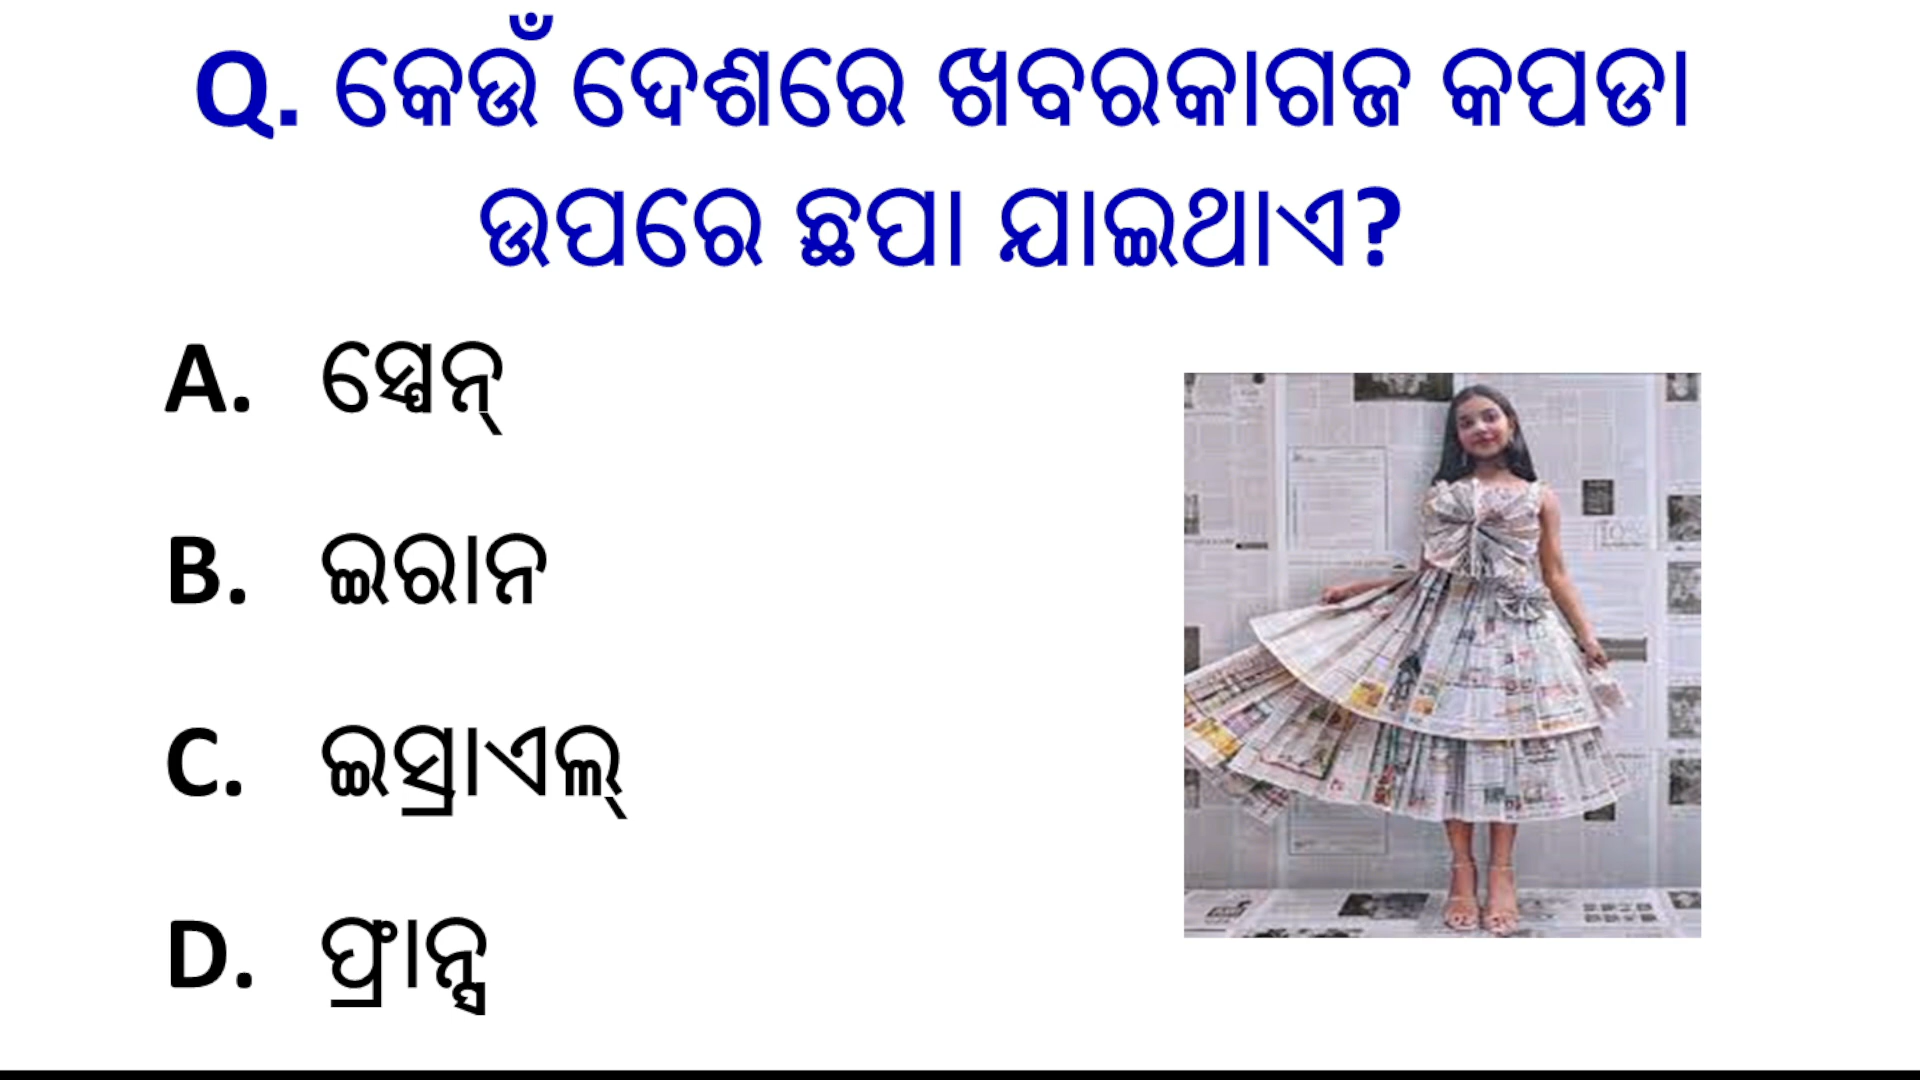 Q. କେଉଁ ଦେଶରେ ଖବରକାଗଜ କପଡା
ଉପରେ ଛପା ଯାଇଥାଏ?
A. ସ୍ପେନ୍
B. ଇରାନ
C. ଇସ୍ରାଏଲ୍
D. ଫ୍ରାନ୍ସ